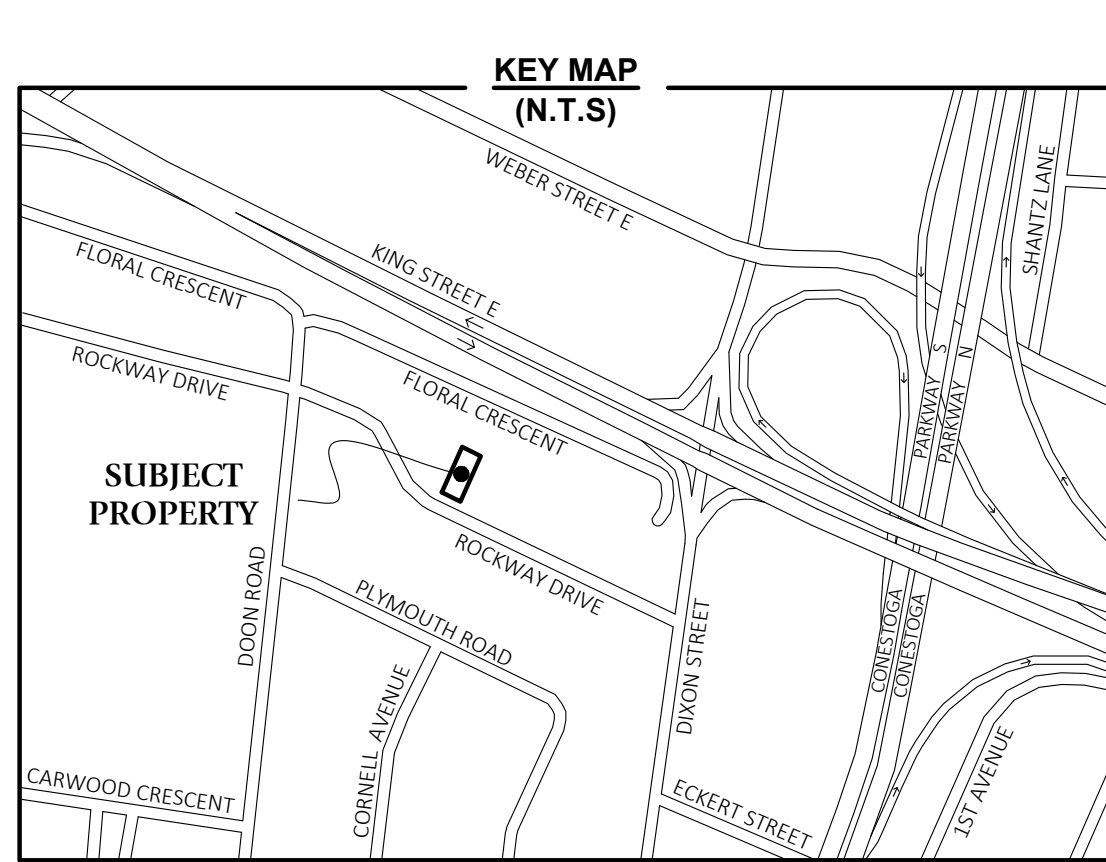 KEY MAP
(N.T.S)
WEBER STREET E
SHANTZ LANE
KING STREET E
FLORAL CRESCENT
ROCKWAY DRIVE
FLORAL CRESCENT
PARKWAY S
PARKWAY N
SUBJECT
PROPERTY
ROCKWAY DRIVE
DOON ROAD
PLYMOUTH ROAD
CONESTOGA
CONESTOGA
DIXON STREET
CORNELL AVENUE
1ST AVENUE
CARWOOD CRESCENT
ECKERT STREET